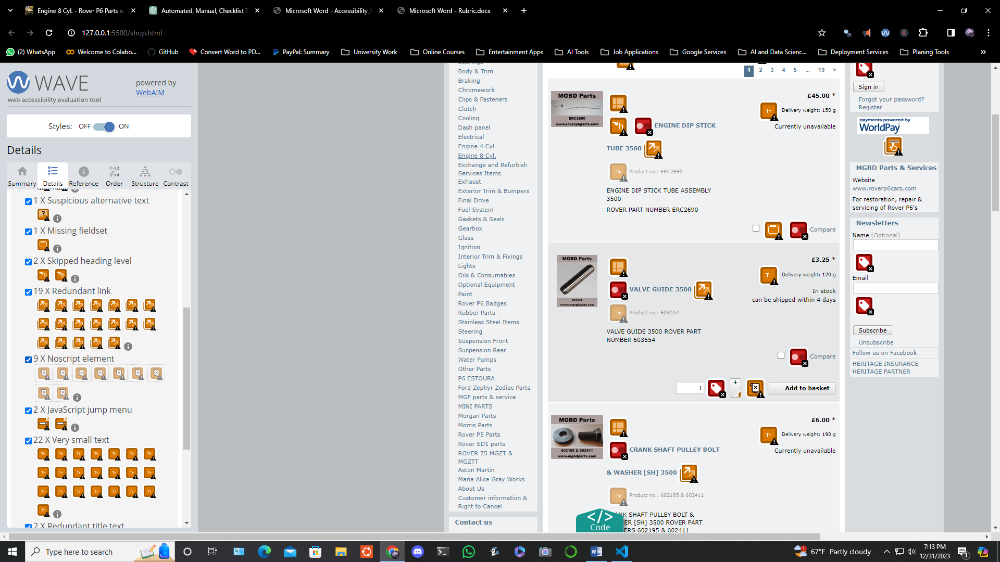 Engine 8 Cyl. - Rover P6 Parts s
Automated, Manual, Checklist T
Microsoft Word - Accessibility_
Microsoft Word - Rubric.docx
127.0.0.1:5500/shop.html
(2) WhatsApp
Welcome to Colabo...
GitHub
Convert Word to PD...
PayPal: Summary
University Work
Online Courses
Entertainment Apps
AI Tools
Job Applications
Google Services
AI and Data Scienc...
Deployment Services
Planing Tools
WAVE
web accessibility evaluation tool
powered by
WebAIM
Styles: OFF ON
Details
Summary
Details
Reference
Order
Structure
Contrast
1 X Suspicious alternative text
1 X Missing fieldset
2 X Skipped heading level
19 X Redundant link
9 X Noscript element
2 X JavaScript jump menu
22 X Very small text
2 X Redundant title text
Body & Trim
Braking
Chromework
Clips & Fasteners
Clutch
Cooling
Dash panel
Electrical
Engine 4 Cyl
Engine 8 Cyl.
Exchange and Refurbish
Services Items
Exhaust
Exterior Trim & Bumpers
Final Drive
Fuel System
Gaskets & Seals
Gearbox
Glass
Ignition
Interior Trim & Fixings
Lights
Oils & Consumables
Optional Equipment
Paint
Rover P6 Badges
Rubber Parts
Stainless Steel Items
Steering
Suspension Front
Suspension Rear
Water Pumps
Other Parts
P6 ESTOURA
Ford Zephyr Zodiac Parts
MGF parts & service
MINI PARTS
Morgan Parts
Morris Parts
Rover P5 Parts
Rover SD1 parts
ROVER 75 MGZT &
MGZTT
Aston Martin
Maria Alice Gray Works
About Us
Customer information &
Right to Cancel
Contact us
1 2 3 4 5 ... 19 >
MGBD Parts
ERC2690
www.roverp6parts.com
ENGINE DIP STICK
TUBE 3500
Product no.: ERC2690
ENGINE DIP STICK TUBE ASSEMBLY
3500
ROVER PART NUMBER ERC2690
£45.00 *
Delivery weight: 150 g
Currently unavailable
Compare
MGBD Parts
603554
www.roverp6parts.com
VALVE GUIDE 3500
Product no.: 603554
VALVE GUIDE 3500 ROVER PART
NUMBER 603554
£3.25 *
Delivery weight: 120 g
In stock
can be shipped within 4 days
Compare
1
+
Add to basket
MGBD Parts
602195 & 602411
www.mgbdparts.com
CRANK SHAFT PULLEY BOLT
& WASHER [SH] 3500
Product no.: 602195 & 602411
NK SHAFT PULLEY BOLT &
ER [SH] 3500 ROVER PART
ERS 602195 & 602411
£6.00 *
Delivery weight: 190 g
Currently unavailable
</> Code
Sign in
Forgot your password?
Register
payments powered by
WorldPay
MGBD Parts & Services
Website
www.roverp6cars.com
For restoration, repair &
servicing of Rover P6's
Newsletters
Name (Optional)
Email
Subscribe
Unsubscribe
Follow us on Facebook
HERITAGE INSURANCE
HERITAGE PARTNER
Type here to search
67°F Partly cloudy
7:13 PM
12/31/2023
3